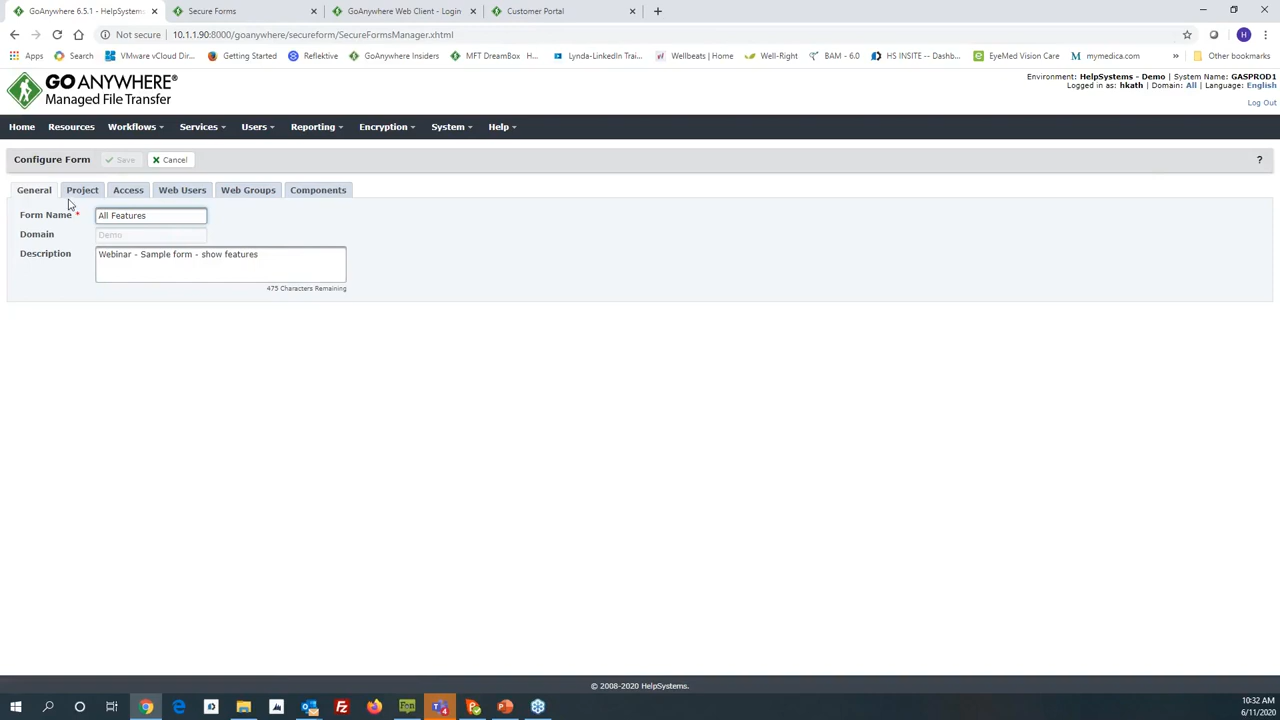 GoAnywhere 6.5.1 - HelpSystems
Secure Forms
GoAnywhere Web Client - Login
Customer Portal
Not secure
10.1.1.90:8000/goanywhere/secureform/SecureFormsManager.xhtml
H
Apps
Search
VMware vCloud Dir...
Getting Started
Reflektive
GoAnywhere Insiders
MFT DreamBox H...
Lynda-LinkedIn Trai...
Wellbeats | Home
Well-Right
BAM - 6.0
HS INSITE -- Dashb...
EyeMed Vision Care
mymedica.com
»
Other bookmarks
GO ANYWHERE®
Managed File Transfer
Environment: HelpSystems - Demo | System Name: GASPROD1
Logged in as: hkath | Domain: All | Language: English
Log Out
Home Resources Workflows Services Users Reporting Encryption System Help
Configure Form Save Cancel ?
General Project Access Web Users Web Groups Components
Form Name * All Features
Domain Demo
Description Webinar - Sample form - show features
475 Characters Remaining
© 2008-2020 HelpSystems.
10:32 AM
6/11/2020